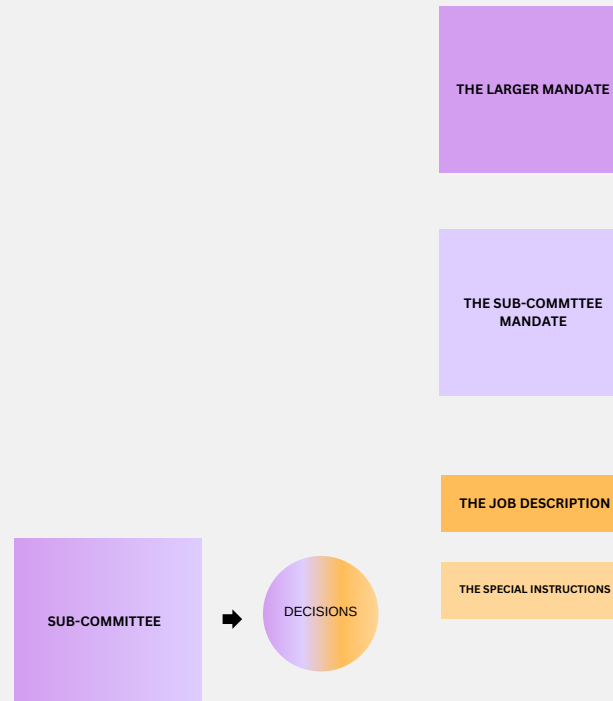 THE LARGER MANDATE
THE SUB-COMMTTEE
MANDATE
THE JOB DESCRIPTION
THE SPECIAL INSTRUCTIONS
SUB-COMMITTEE
DECISIONS